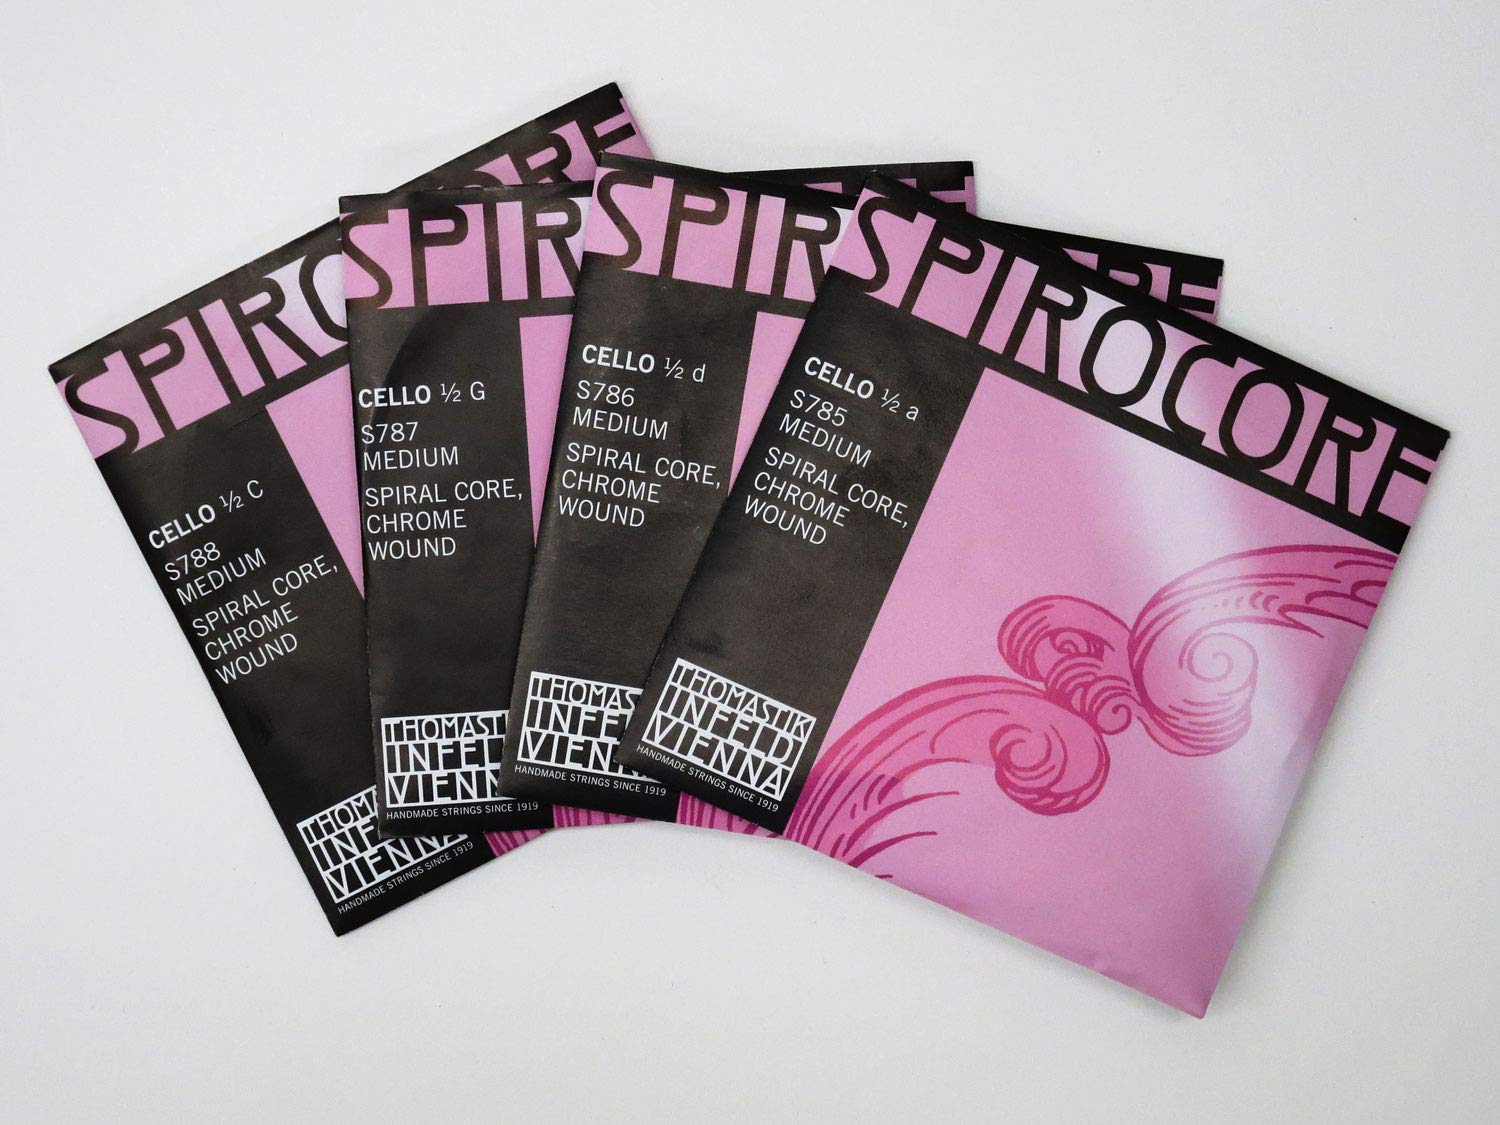 SPIRO
CELLO ½ C
S788
MEDIUM
SPIRAL CORE,
CHROME
WOUND
THOMASTIK
INFELD
VIENNA
HANDMADE STRINGS SINCE 1919
SPIR
CELLO ½ G
S787
MEDIUM
SPIRAL CORE,
CHROME
WOUND
THOMASTIK
INFELD
VIENNA
HANDMADE STRINGS SINCE 1919
SPIR
CELLO ½ d
S786
MEDIUM
SPIRAL CORE,
CHROME
WOUND
THOMASTIK
INFELD
VIENNA
HANDMADE STRINGS SINCE 1919
SPIROCORE
CELLO ½ a
S785
MEDIUM
SPIRAL CORE,
CHROME
WOUND
THOMASTIK
INFELD
VIENNA
HANDMADE STRINGS SINCE 1919